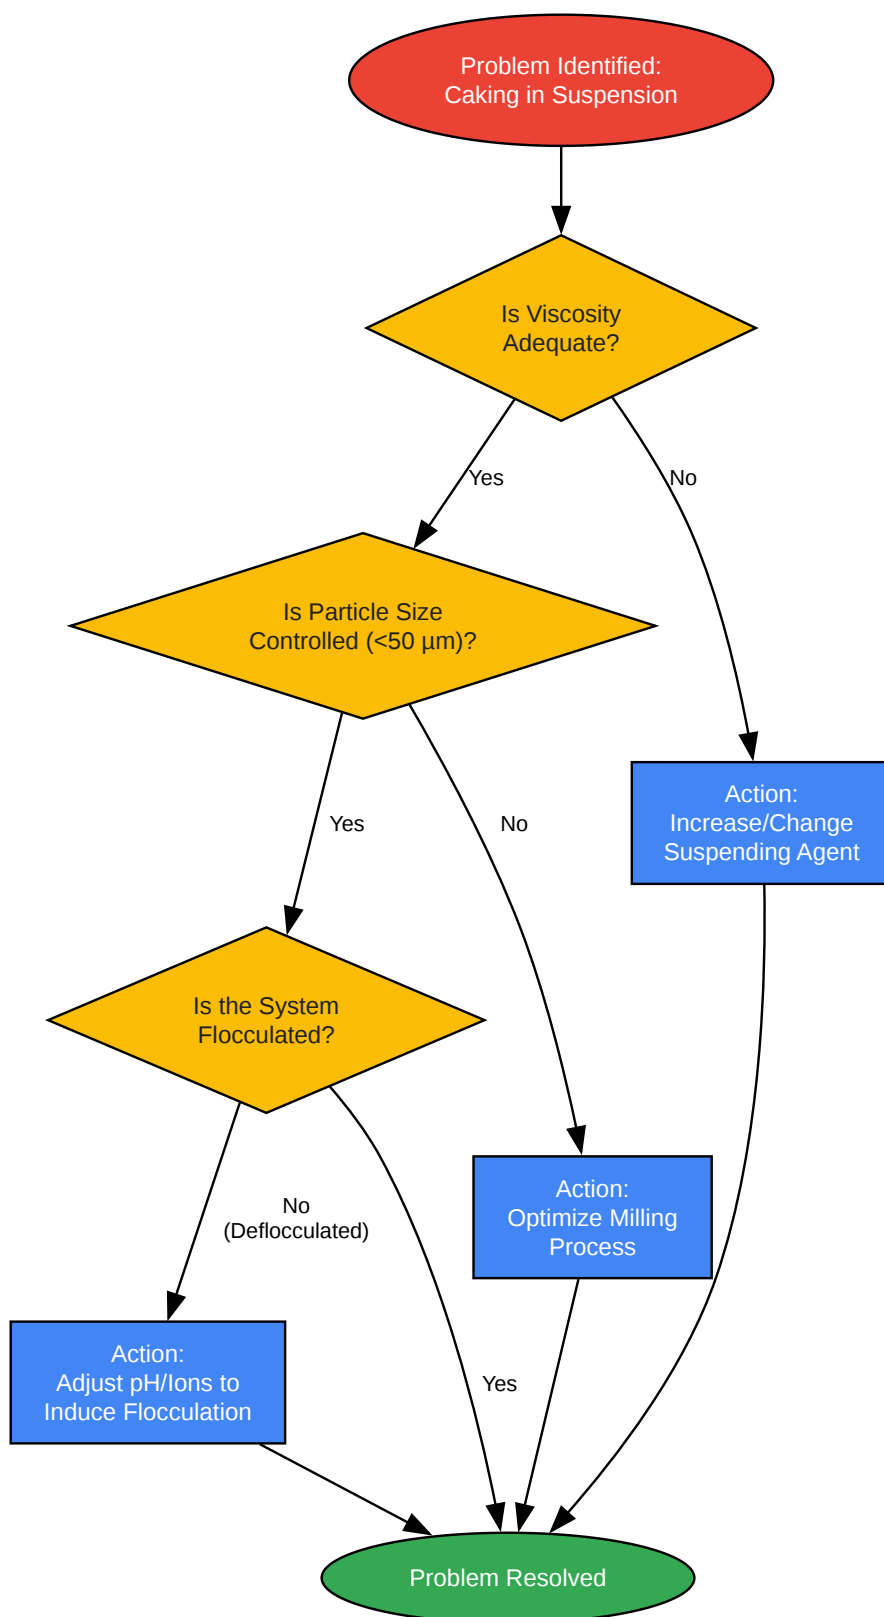 Problem Identified:
Caking in Suspension
Is Viscosity
Adequate?
Yes
No
Is Particle Size
Controlled (<50 µm)?
Yes
No
Action:
Increase/Change
Suspending Agent
Is the System
Flocculated?
No
(Deflocculated)
Yes
Action:
Optimize Milling
Process
Action:
Adjust pH/Ions to
Induce Flocculation
Problem Resolved